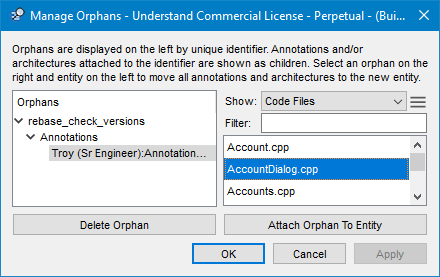 Manage Orphans - Understand Commercial License - Perpetual - (Bui...
Orphans are displayed on the left by unique identifier. Annotations and/or
architectures attached to the identifier are shown as children. Select an orphan on the
right and entity on the left to move all annotations and architectures to the new entity.
Orphans
rebase_check_versions
Annotations
Troy (Sr Engineer):Annotation...
Show: Code Files
Filter:
Account.cpp
AccountDialog.cpp
Accounts.cpp
Delete Orphan
Attach Orphan To Entity
OK
Cancel
Apply